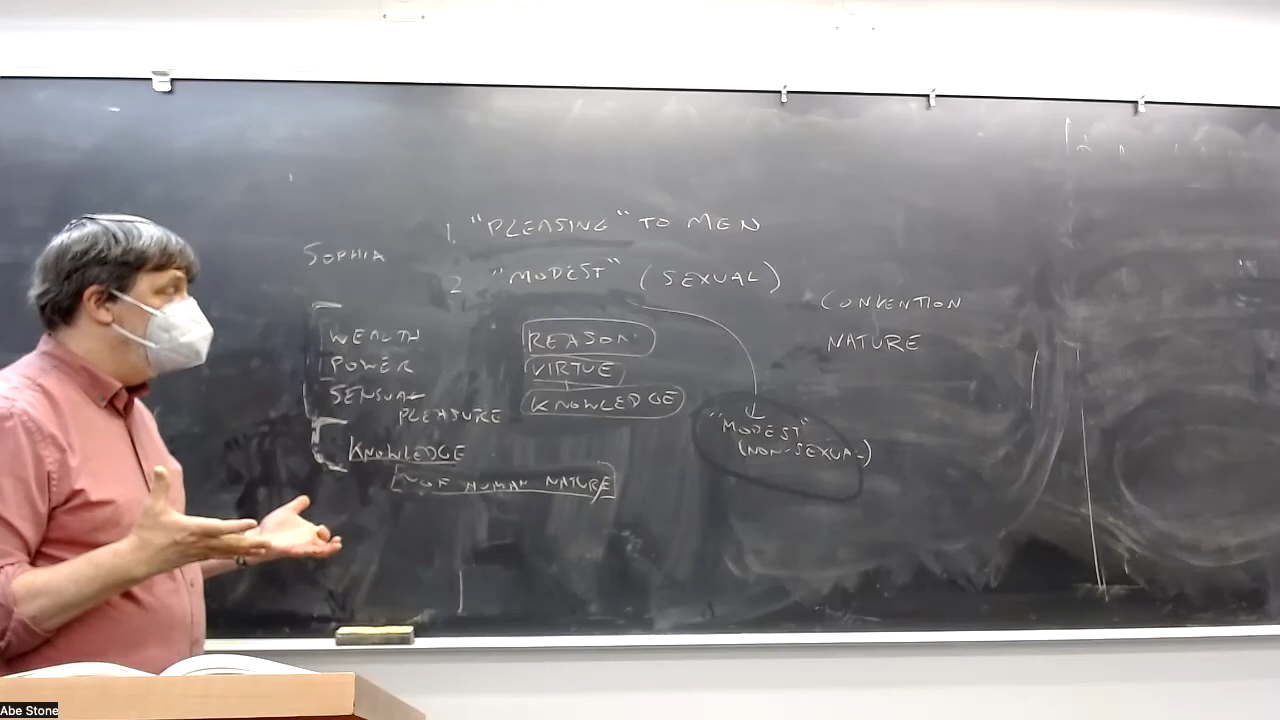 1. "PLEASING" TO MEN
SOPHIA
2 "MODEST" (SEXUAL)
CONVENTION
NATURE
WEALTH
POWER
SENSUAL
PLEASURE
KNOWLEDGE
OF HUMAN NATURE
REASON
VIRTUE
KNOWLEDGE
"MODEST"
(NON-SEXUAL)
Abe Stone